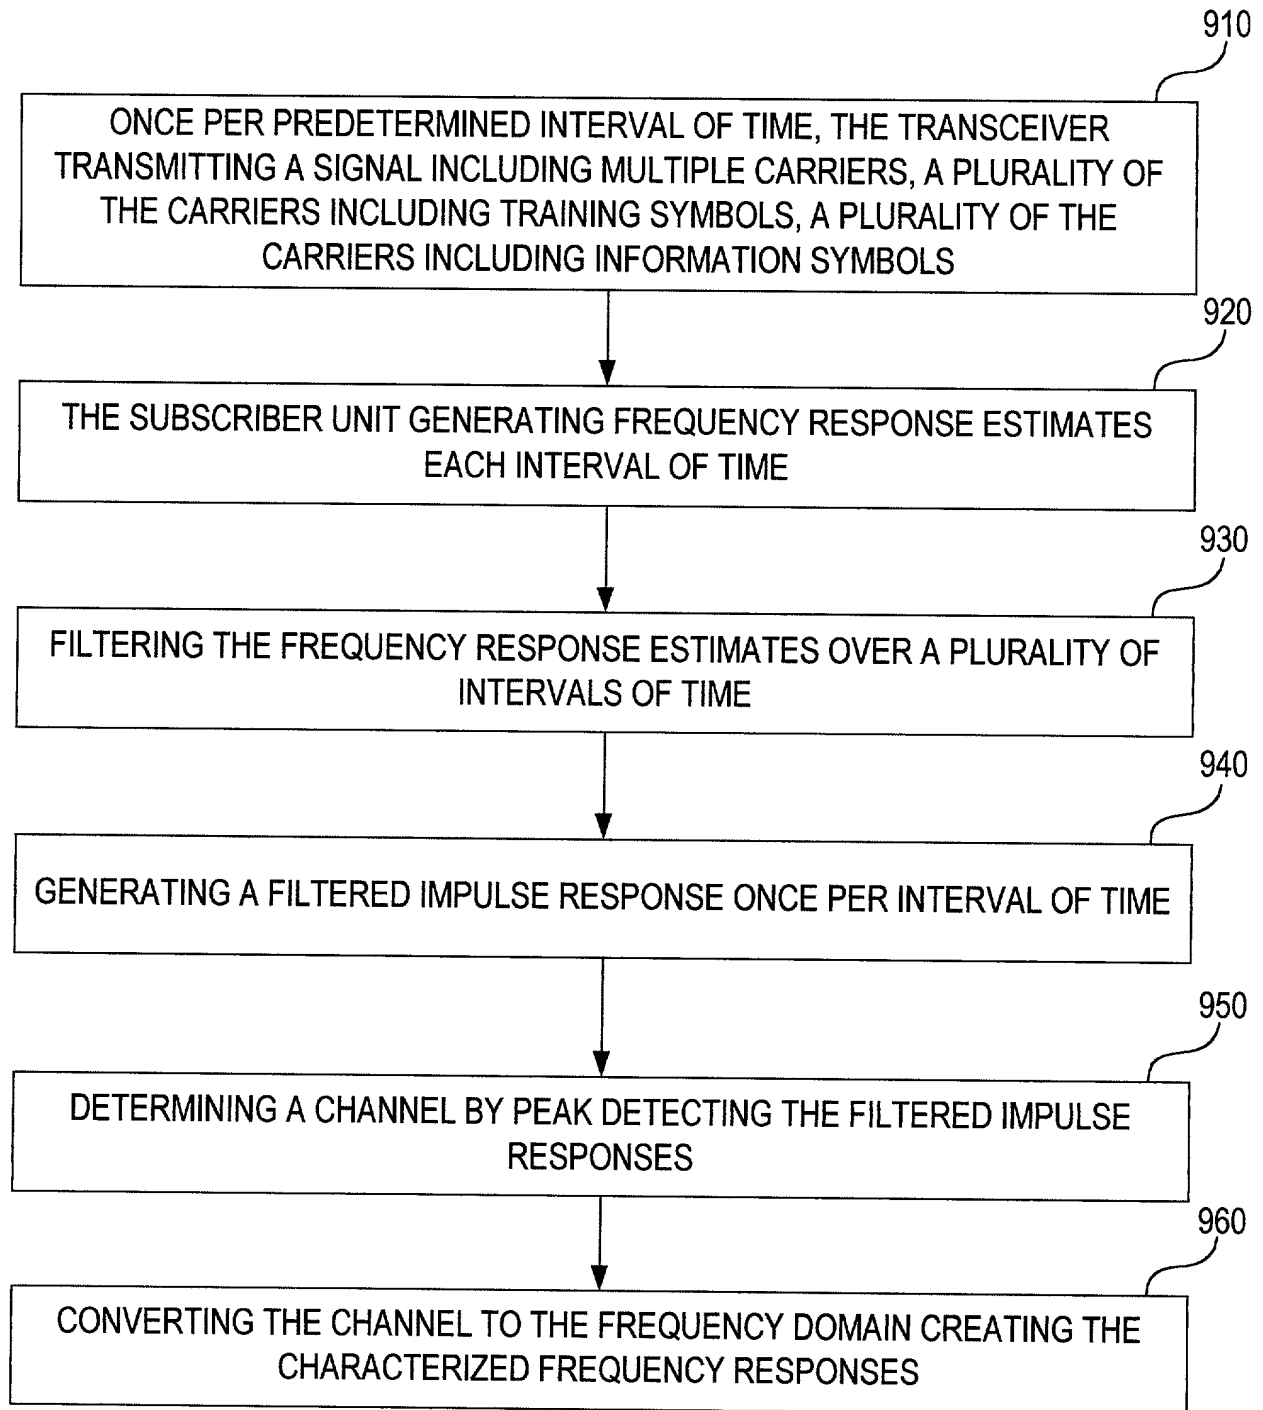 910
ONCE PER PREDETERMINED INTERVAL OF TIME, THE TRANSCEIVER
TRANSMITTING A SIGNAL INCLUDING MULTIPLE CARRIERS, A PLURALITY OF
THE CARRIERS INCLUDING TRAINING SYMBOLS, A PLURALITY OF THE
CARRIERS INCLUDING INFORMATION SYMBOLS
920
THE SUBSCRIBER UNIT GENERATING FREQUENCY RESPONSE ESTIMATES
EACH INTERVAL OF TIME
930
FILTERING THE FREQUENCY RESPONSE ESTIMATES OVER A PLURALITY OF
INTERVALS OF TIME
940
GENERATING A FILTERED IMPULSE RESPONSE ONCE PER INTERVAL OF TIME
950
DETERMINING A CHANNEL BY PEAK DETECTING THE FILTERED IMPULSE
RESPONSES
960
CONVERTING THE CHANNEL TO THE FREQUENCY DOMAIN CREATING THE
CHARACTERIZED FREQUENCY RESPONSES